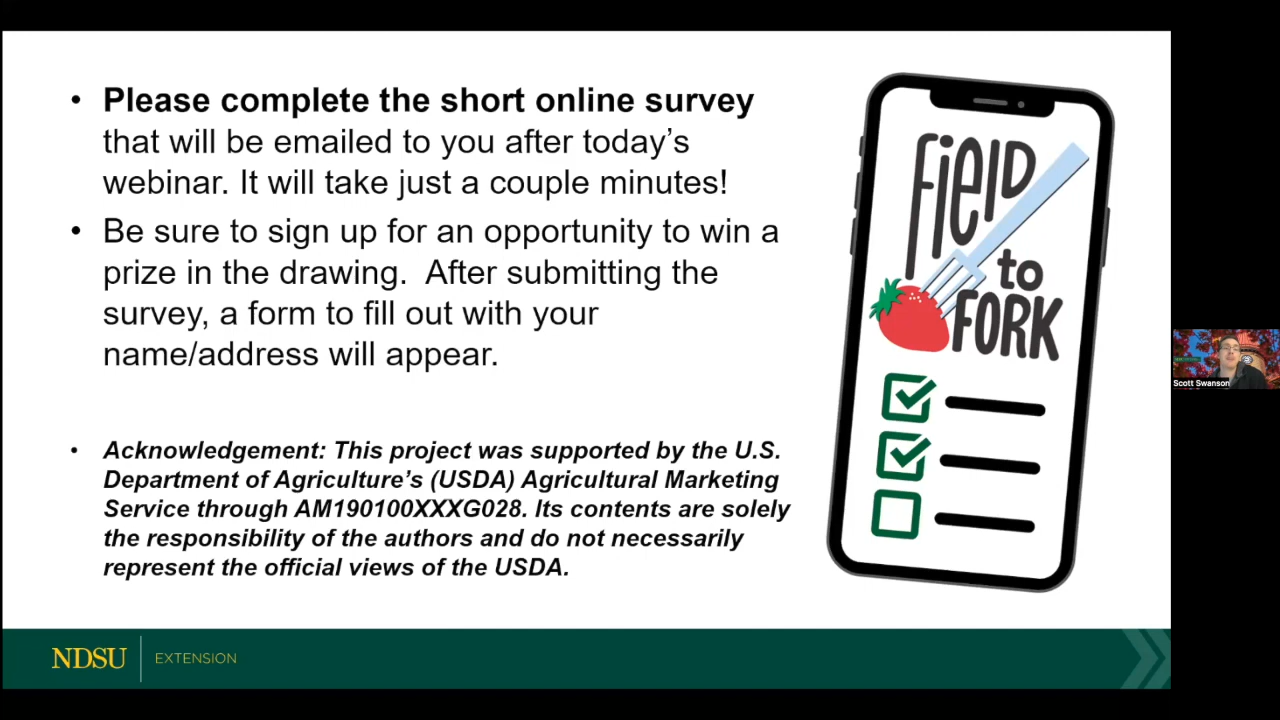 • Please complete the short online survey
that will be emailed to you after today's
webinar. It will take just a couple minutes!
• Be sure to sign up for an opportunity to win a
prize in the drawing.  After submitting the
survey, a form to fill out with your
name/address will appear.
• Acknowledgement: This project was supported by the U.S.
Department of Agriculture’s (USDA) Agricultural Marketing
Service through AM190100XXXG028. Its contents are solely
the responsibility of the authors and do not necessarily
represent the official views of the USDA.
FiELD
to
FORK
Scott Swanson
NDSU EXTENSION